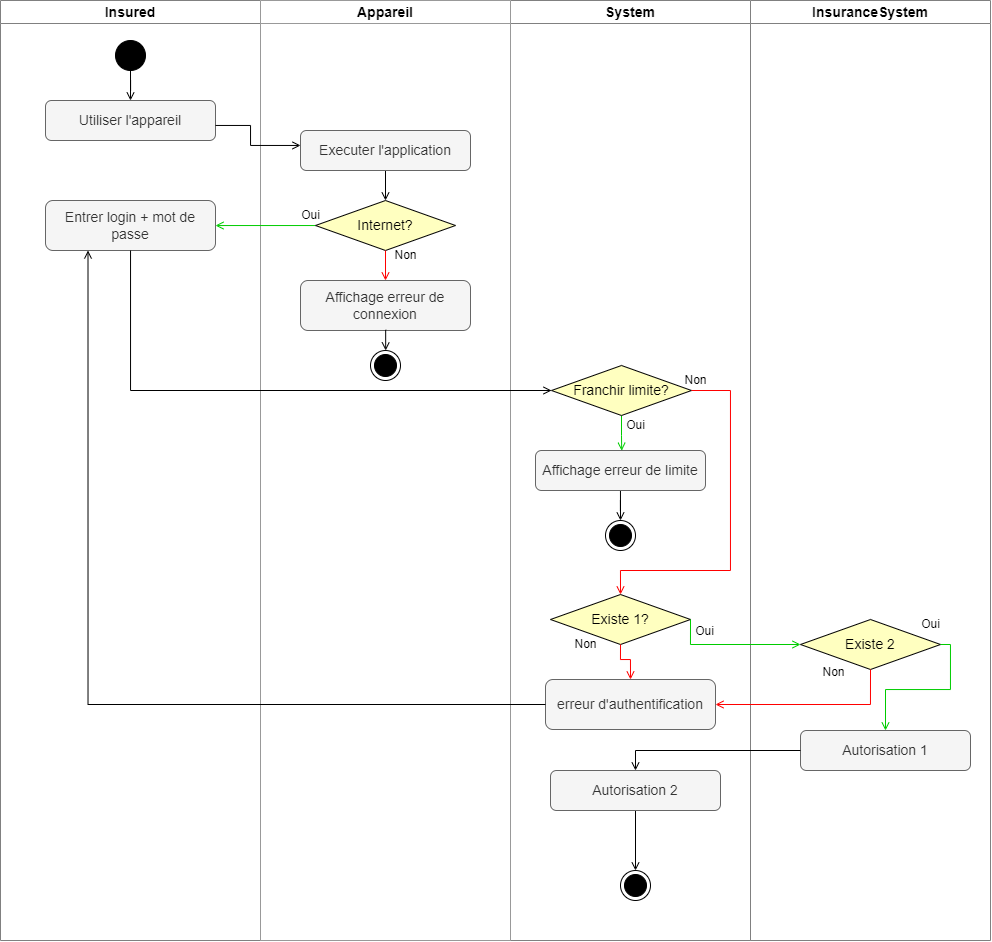 Insured
Appareil
System
InsuranceSystem
Utiliser l'appareil
Executer l'application
Entrer login + mot de
passe
Oui
Internet?
Non
Affichage erreur de
connexion
Franchir limite?
Non
Oui
Affichage erreur de limite
Existe 1?
Oui
Non
Existe 2
Oui
Non
erreur d'authentification
Autorisation 1
Autorisation 2